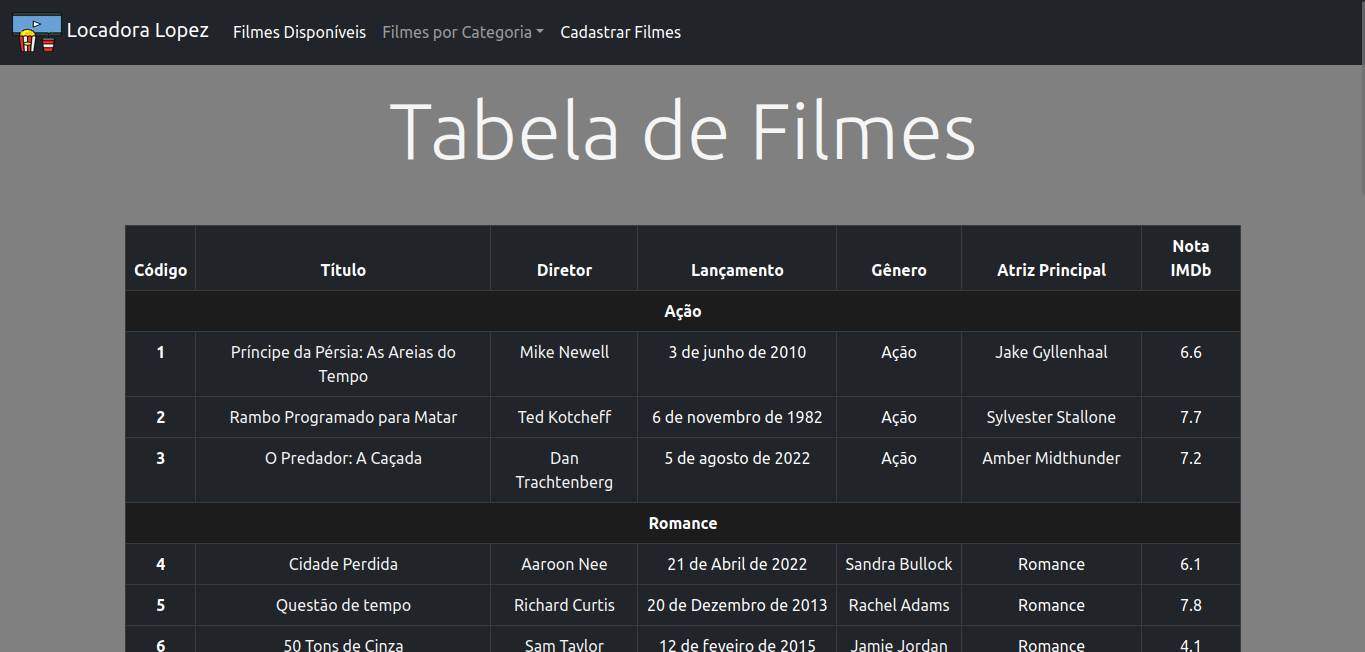 Locadora Lopez Filmes Disponíveis Filmes por Categoria Cadastrar Filmes
Tabela de Filmes
Código Título Diretor Lançamento Gênero Atriz Principal Nota IMDb
Ação
1 Príncipe da Pérsia: As Areias do Tempo Mike Newell 3 de junho de 2010 Ação Jake Gyllenhaal 6.6
2 Rambo Programado para Matar Ted Kotcheff 6 de novembro de 1982 Ação Sylvester Stallone 7.7
3 O Predador: A Caçada Dan Trachtenberg 5 de agosto de 2022 Ação Amber Midthunder 7.2
Romance
4 Cidade Perdida Aaroon Nee 21 de Abril de 2022 Sandra Bullock Romance 6.1
5 Questão de tempo Richard Curtis 20 de Dezembro de 2013 Rachel Adams Romance 7.8
6 50 Tons de Cinza Sam Taylor 12 de feveiro de 2015 Jamie Jordan Romance 4.1